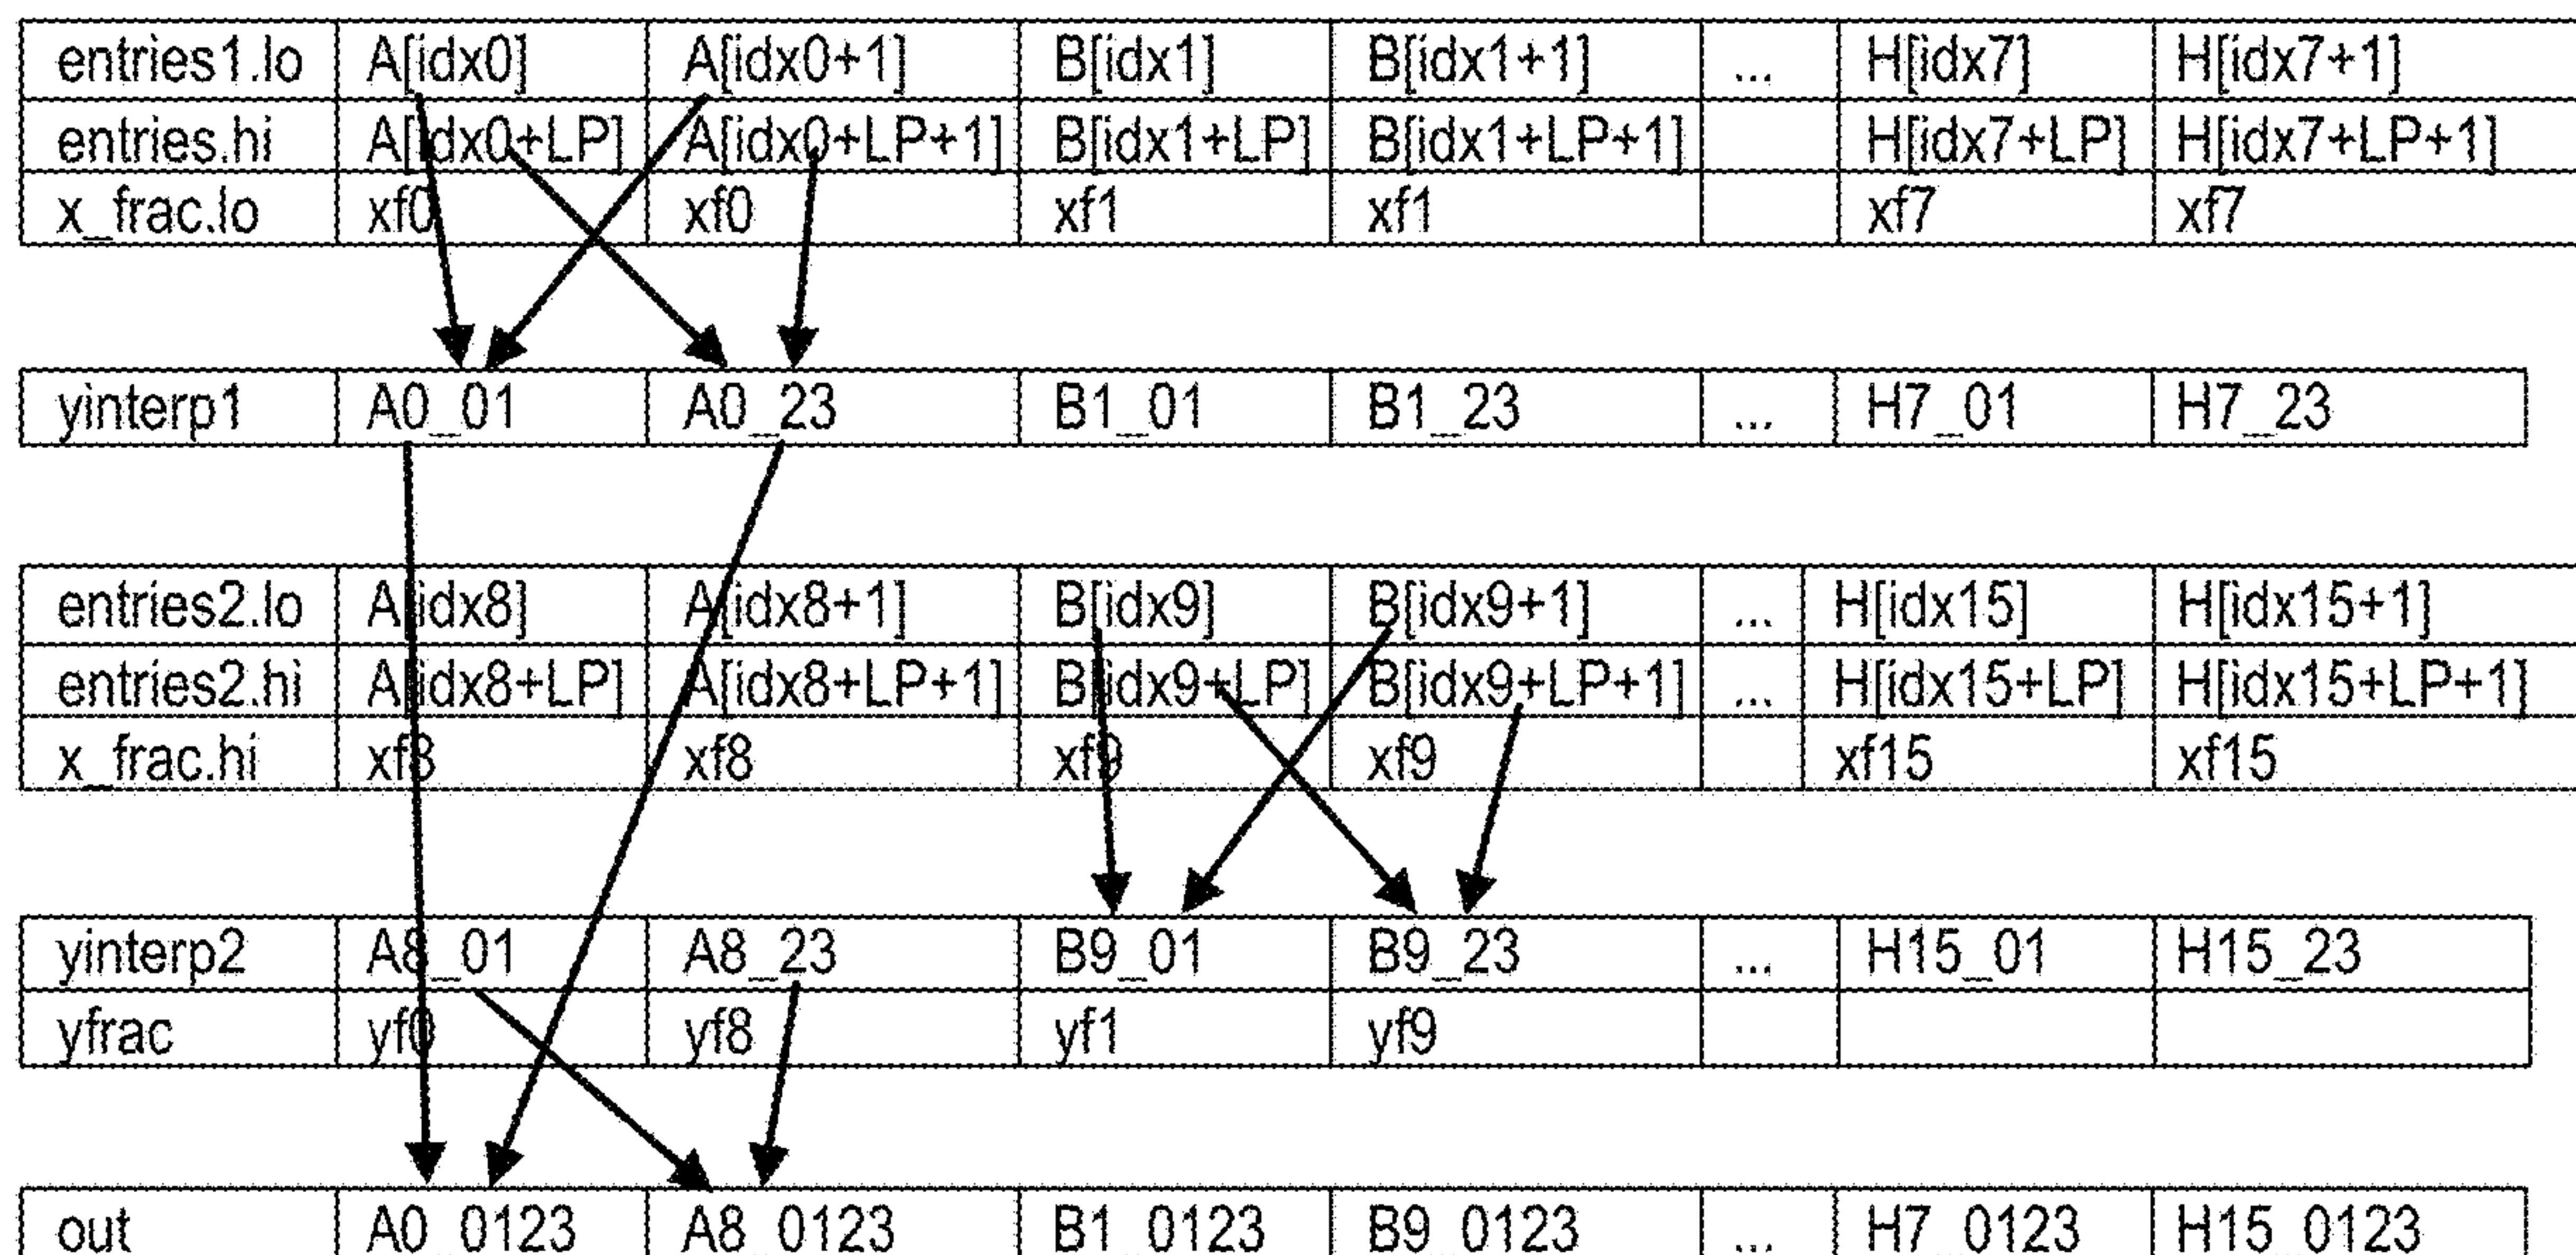 entries1.lo A[idx0] A[idx0+1] B[idx1] B[idx1+1] ... H[idx7] H[idx7+1]
entries.hi A[idx0+LP] A[idx0+LP+1] B[idx1+LP] B[idx1+LP+1] H[idx7+LP] H[idx7+LP+1]
x_frac.lo xf0 xf0 xf1 xf1 xf7 xf7
yinterp1 A0_01 A0_23 B1_01 B1_23 ... H7_01 H7_23
entries2.lo A[idx8] A[idx8+1] B[idx9] B[idx9+1] ... H[idx15] H[idx15+1]
entries2.hi A[idx8+LP] A[idx8+LP+1] B[idx9+LP] B[idx9+LP+1] ... H[idx15+LP] H[idx15+LP+1]
x_frac.hi xf8 xf8 xf9 xf9 xf15 xf15
yinterp2 A8_01 A8_23 B9_01 B9_23 ... H15_01 H15_23
yfrac yf0 yf8 yf1 yf9
out A0_0123 A8_0123 B1_0123 B9_0123 ... H7_0123 H15_0123